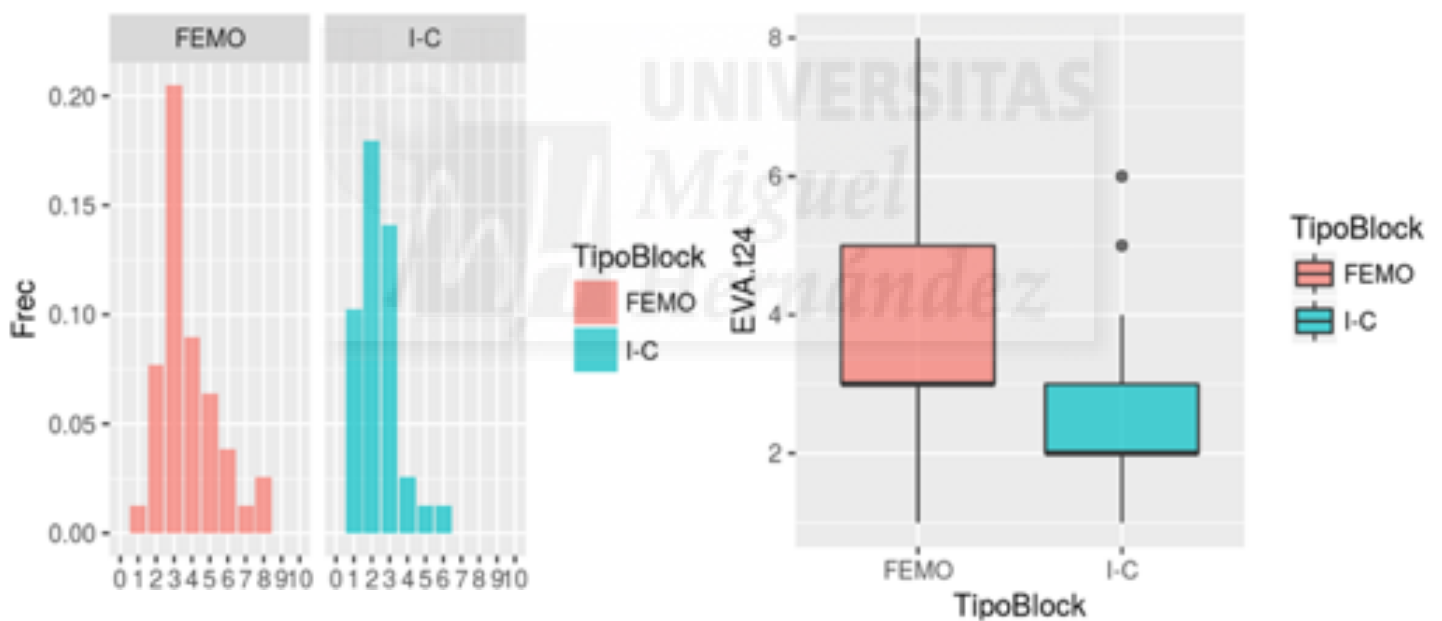 FEMO
I-C
Frec
0.20
0.15
0.10
0.05
0.00
0 1 2 3 4 5 6 7 8 9 10
0 1 2 3 4 5 6 7 8 9 10
TipoBlock
FEMO
I-C
UNIVERSITAS
Miguel
Hernández
EVA.t24
8
6
4
2
FEMO
I-C
TipoBlock
TipoBlock
FEMO
I-C